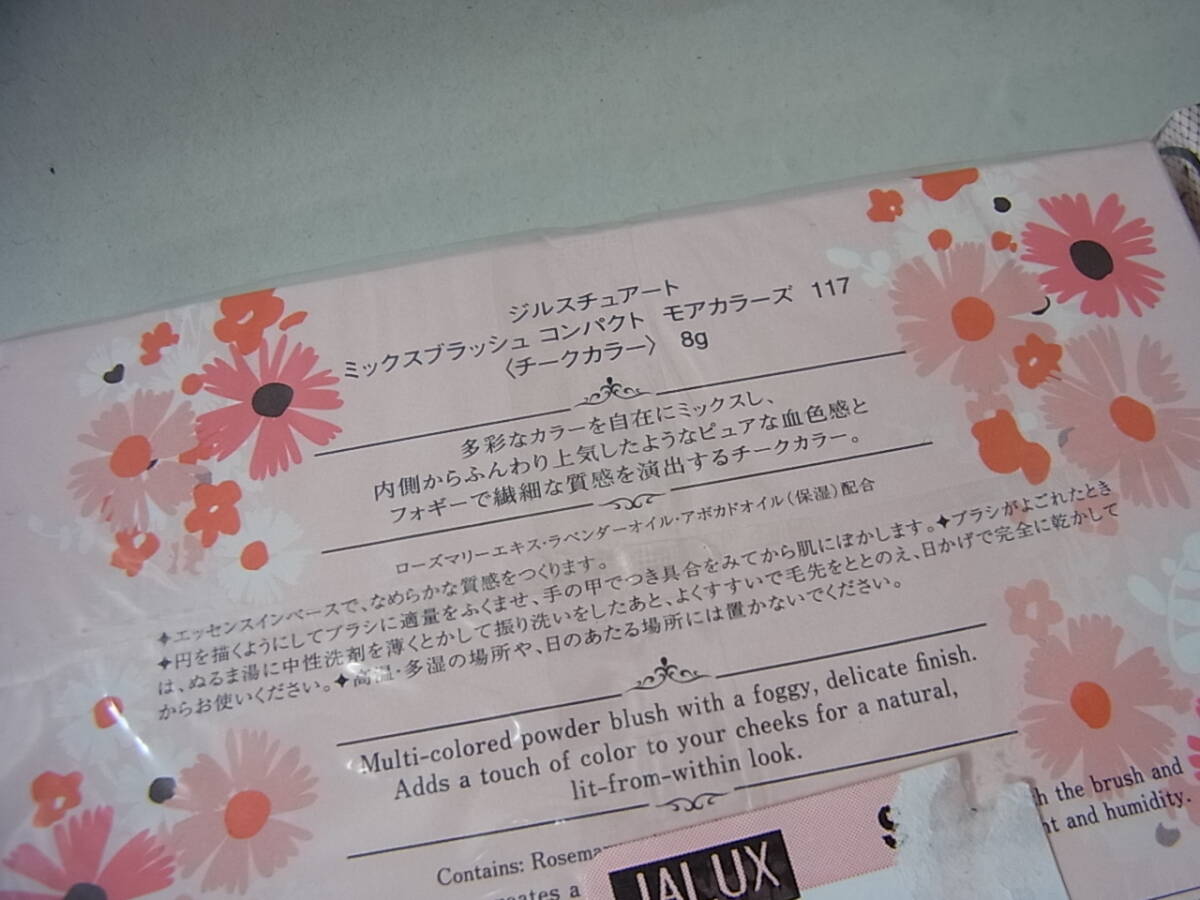 ジルスチュアート
ミックスブラッシュ コンパクト モアカラーズ 117
〈チークカラー〉 8g
多彩なカラーを自在にミックスし、
内側からふんわり上気したようなピュアな血色感と
フォギーで繊細な質感を演出するチークカラー。
ローズマリーエキス・ラベンダーオイル・アボカドオイル（保湿）配合
✦エッセンスインベースで、なめらかな質感をつくります。
✦円を描くようにしてブラシに適量をふくませ、手の甲でつき具合をみてから肌にぼかします。✦ブラシがよごれたとき
は、ぬるま湯に中性洗剤を薄くとかして振り洗いをしたあと、よくすすいで毛先をととのえ、日かげで完全に乾かして
からお使いください。✦高温・多湿の場所や、日のあたる場所には置かないでください。
Multi-colored powder blush with a foggy, delicate finish.
Adds a touch of color to your cheeks for a natural,
lit-from-within look.
Contains:
a
the brush and
and humidity.
JALUX